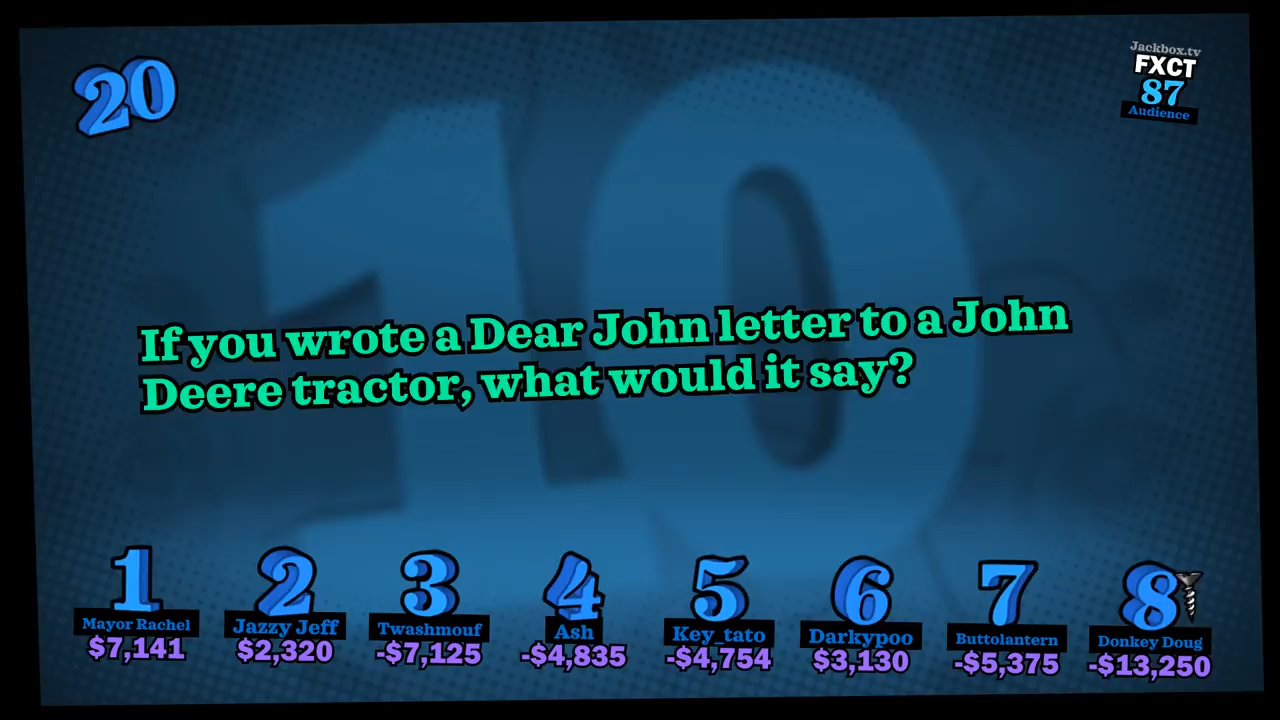 20
Jackbox.tv
FXCT
87
Audience
10
If you wrote a Dear John letter to a John
Deere tractor, what would it say?
1 2 3 4 5 6 7 8
Mayor Rachel Jazzy Jeff Twashmouf Ash Key_tato Darkypoo Buttolantern Donkey Doug
$7,141 $2,320 -$7,125 -$4,835 -$4,754 $3,130 -$5,375 -$13,250